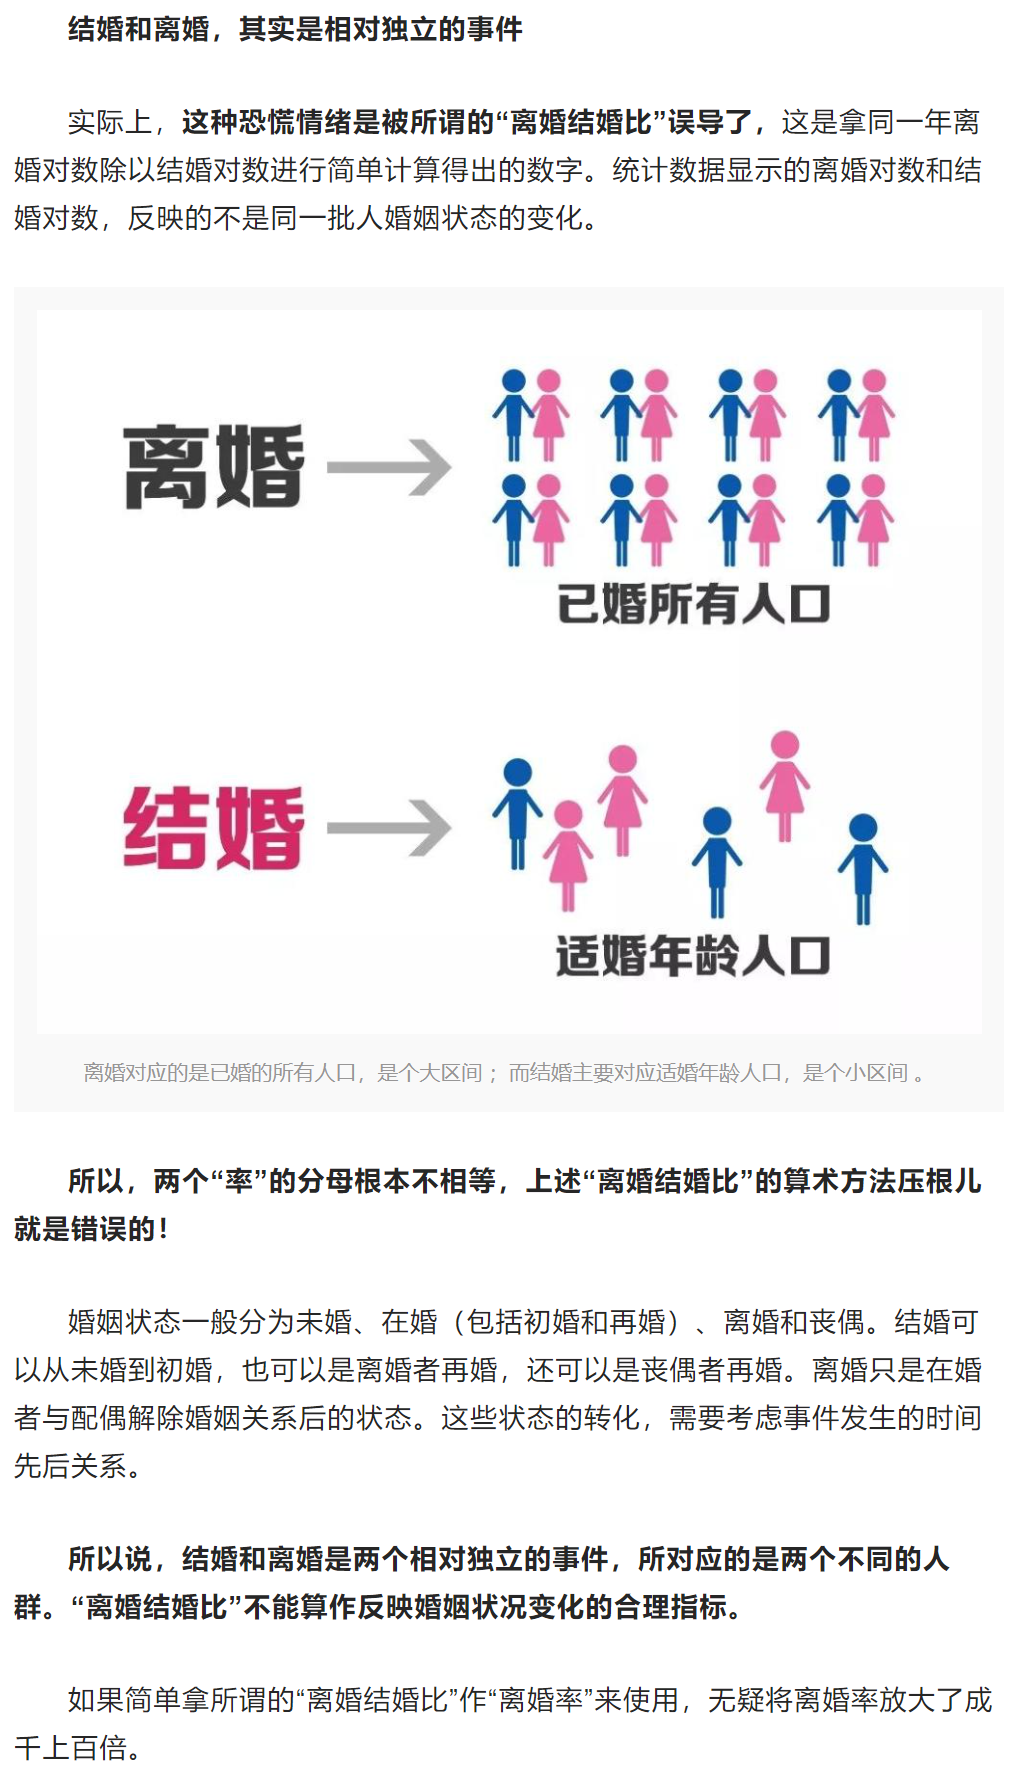 结婚和离婚，其实是相对独立的事件
实际上，这种恐慌情绪是被所谓的“离婚结婚比”误导了，这是拿同一年离
婚对数除以结婚对数进行简单计算得出的数字。统计数据显示的离婚对数和结
婚对数，反映的不是同一批人婚姻状态的变化。
离婚
已婚所有人口
结婚
适婚年龄人口
离婚对应的是已婚的所有人口，是个大区间；而结婚主要对应适婚年龄人口，是个小区间。
所以，两个“率”的分母根本不相等，上述“离婚结婚比”的算术方法压根儿
就是错误的！
婚姻状态一般分为未婚、在婚（包括初婚和再婚）、离婚和丧偶。结婚可
以从未婚到初婚，也可以是离婚者再婚，还可以是丧偶者再婚。离婚只是在婚
者与配偶解除婚姻关系后的状态。这些状态的转化，需要考虑事件发生的时间
先后关系。
所以说，结婚和离婚是两个相对独立的事件，所对应的是两个不同的人
群。“离婚结婚比”不能算作反映婚姻状况变化的合理指标。
如果简单拿所谓的“离婚结婚比”作“离婚率”来使用，无疑将离婚率放大了成
千上百倍。